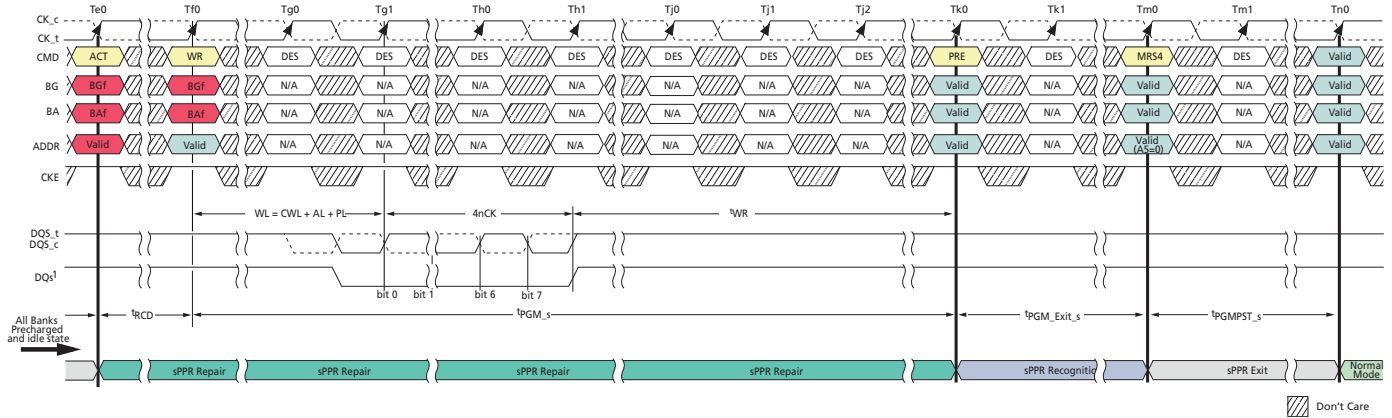 Te0 Tf0 Tg0 Tg1 Th0 Th1 Tj0 Tj1 Tj2 Tk0 Tk1 Tm0 Tm1 Tn0
CK_c
CK_t
CMD ACT WR DES DES DES DES DES DES DES PRE DES MRS4 DES Valid
BG BGf BGf N/A N/A N/A N/A N/A N/A N/A Valid N/A Valid N/A Valid
BA BAf BAf N/A N/A N/A N/A N/A N/A N/A Valid N/A Valid N/A Valid
ADDR Valid Valid N/A N/A N/A N/A N/A N/A N/A Valid N/A Valid (A5=0) N/A Valid
CKE
WL = CWL + AL + PL 4nCK tWR
DQS_t
DQS_c
DQs1
bit 0 bit 1 bit 6 bit 7
All Banks
Precharged
and idle state
tRCD tPGM_s tPGM_Exit_s tPGMPST_s
sPPR Repair sPPR Repair sPPR Repair sPPR Repair sPPR Recognitic sPPR Exit Normal
Mode
Don't Care